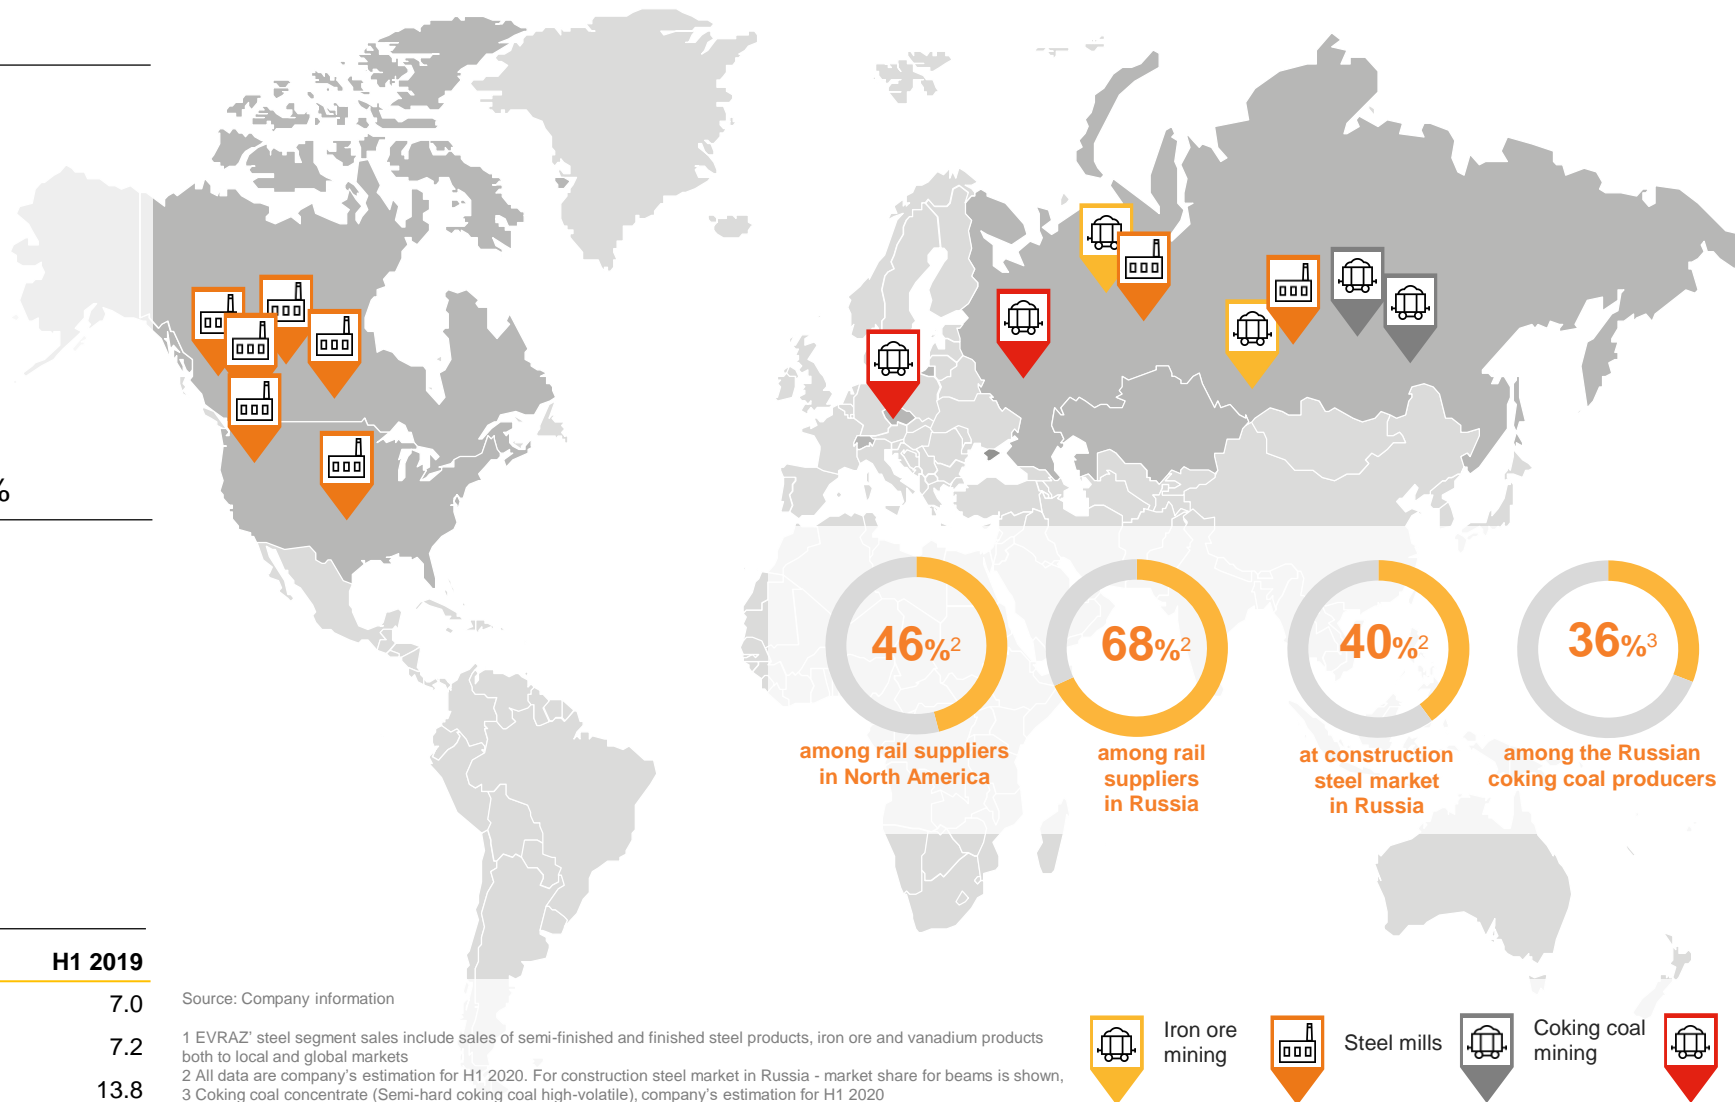 %
46%2
68%2
40%2
36%3
among rail suppliers
in North America
among rail
suppliers
in Russia
at construction
steel market
in Russia
among the Russian
coking coal producers
H1 2019
7.0
7.2
13.8
Source: Company information
1 EVRAZ' steel segment sales include sales of semi-finished and finished steel products, iron ore and vanadium products
both to local and global markets
2 All data are company's estimation for H1 2020. For construction steel market in Russia - market share for beams is shown,
3 Coking coal concentrate (Semi-hard coking coal high-volatile), company's estimation for H1 2020
Iron ore
mining
Steel mills
Coking coal
mining